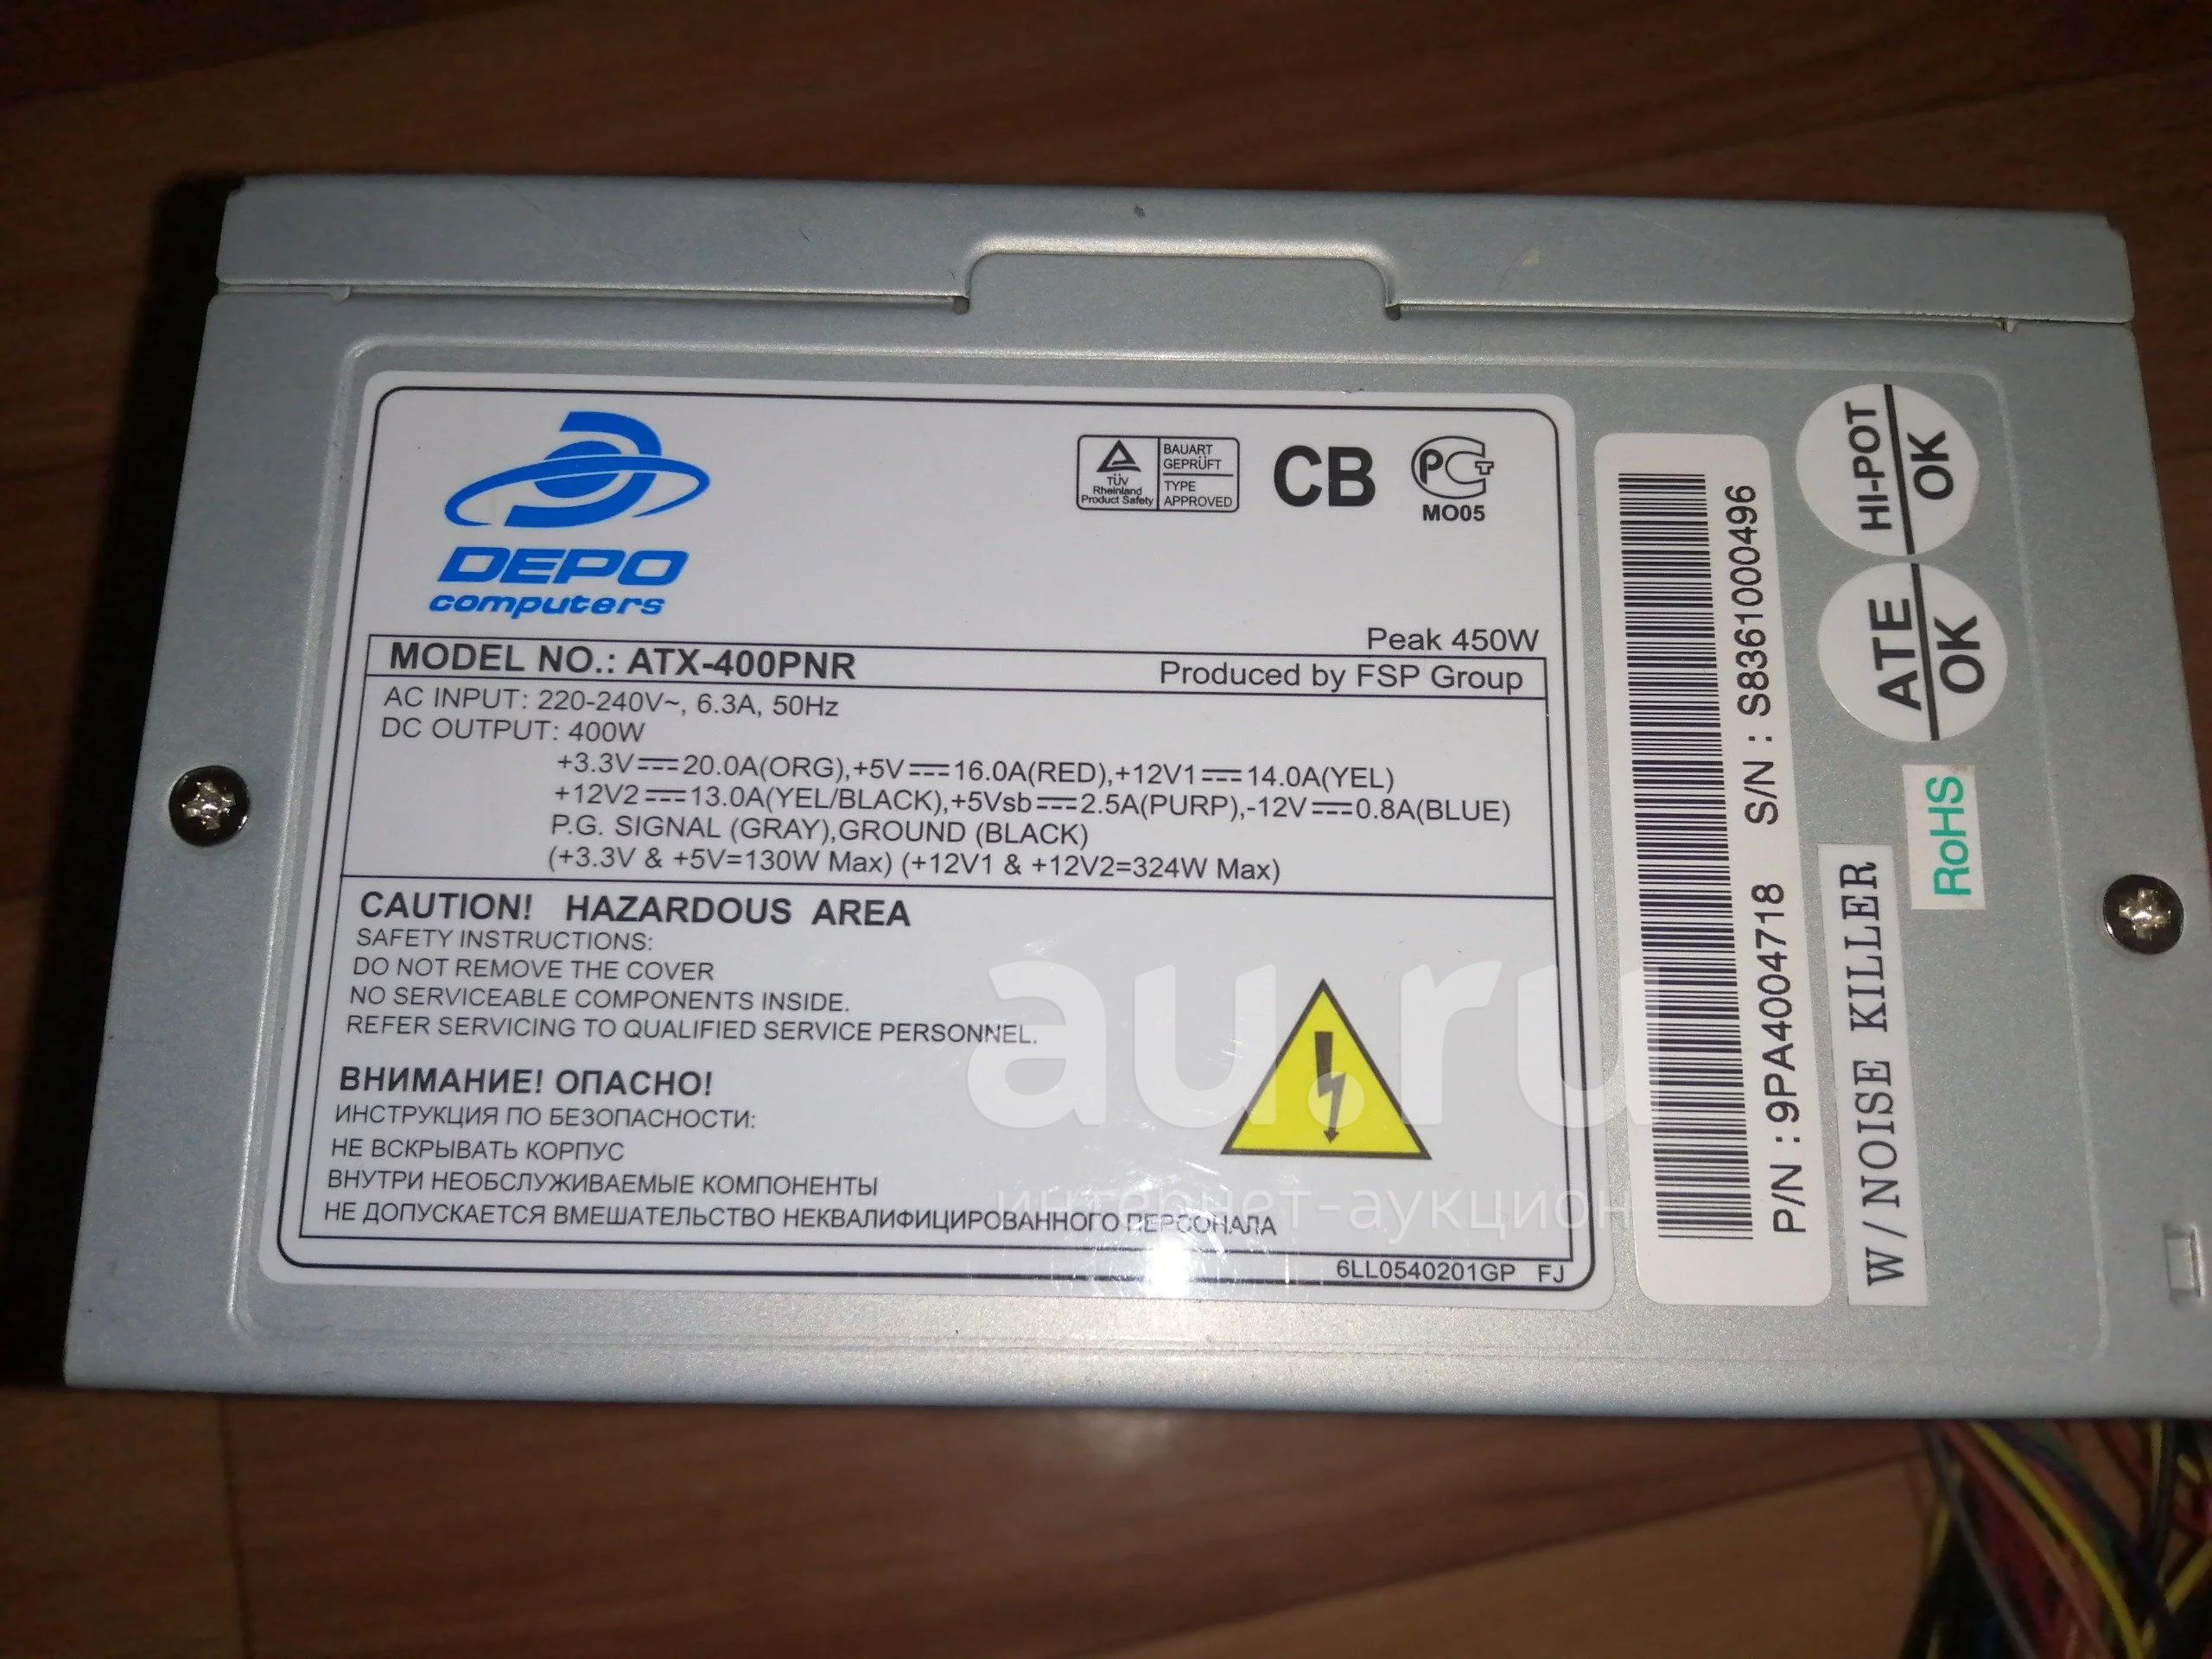 DEPO
computers
TÜV
Rheinland
Product Safety
BAUART
GEPRÜFT
TYPE
APPROVED
CB
РСТ
МО05
Peak 450W
MODEL NO.: ATX-400PNR
Produced by FSP Group
AC INPUT: 220-240V~, 6.3A, 50Hz
DC OUTPUT: 400W
+3.3V⎓20.0A(ORG),+5V⎓16.0A(RED),+12V1⎓14.0A(YEL)
+12V2⎓13.0A(YEL/BLACK),+5Vsb⎓2.5A(PURP),-12V⎓0.8A(BLUE)
P.G. SIGNAL (GRAY),GROUND (BLACK)
(+3.3V & +5V=130W Max) (+12V1 & +12V2=324W Max)
CAUTION! HAZARDOUS AREA
SAFETY INSTRUCTIONS:
DO NOT REMOVE THE COVER
NO SERVICEABLE COMPONENTS INSIDE.
REFER SERVICING TO QUALIFIED SERVICE PERSONNEL.
ВНИМАНИЕ! ОПАСНО!
ИНСТРУКЦИЯ ПО БЕЗОПАСНОСТИ:
НЕ ВСКРЫВАТЬ КОРПУС
ВНУТРИ НЕОБСЛУЖИВАЕМЫЕ КОМПОНЕНТЫ
НЕ ДОПУСКАЕТСЯ ВМЕШАТЕЛЬСТВО НЕКВАЛИФИЦИРОВАННОГО ПЕРСОНАЛА
6LL0540201GP FJ
P/N : 9PA4004718 S/N : S8361000496
HI-POT
OK
ATE
OK
RoHS
W/NOISE KILLER
au.ru
интернет-аукцион